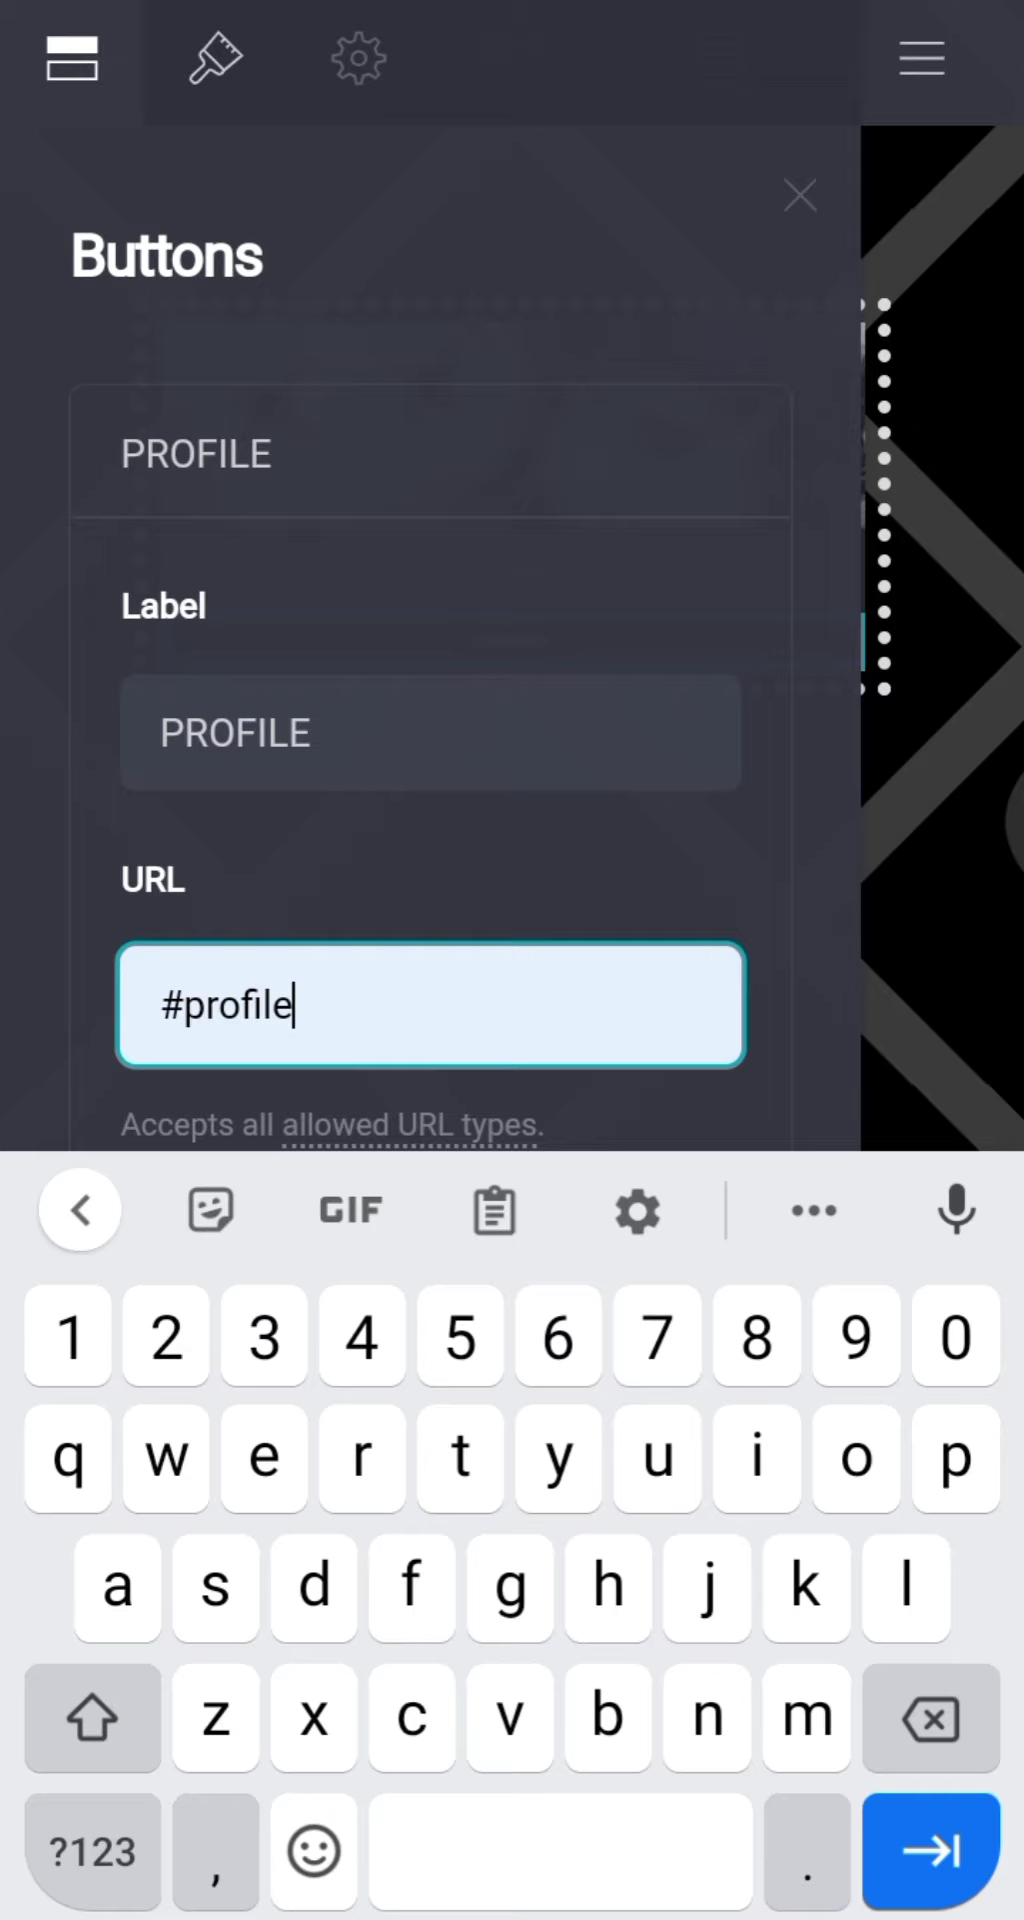 Buttons
PROFILE
Label
PROFILE
URL
#profile
Accepts all allowed URL types.
GIF
1 2 3 4 5 6 7 8 9 0
q w e r t y u i o p
a s d f g h j k l
z x c v b n m
?123 , .